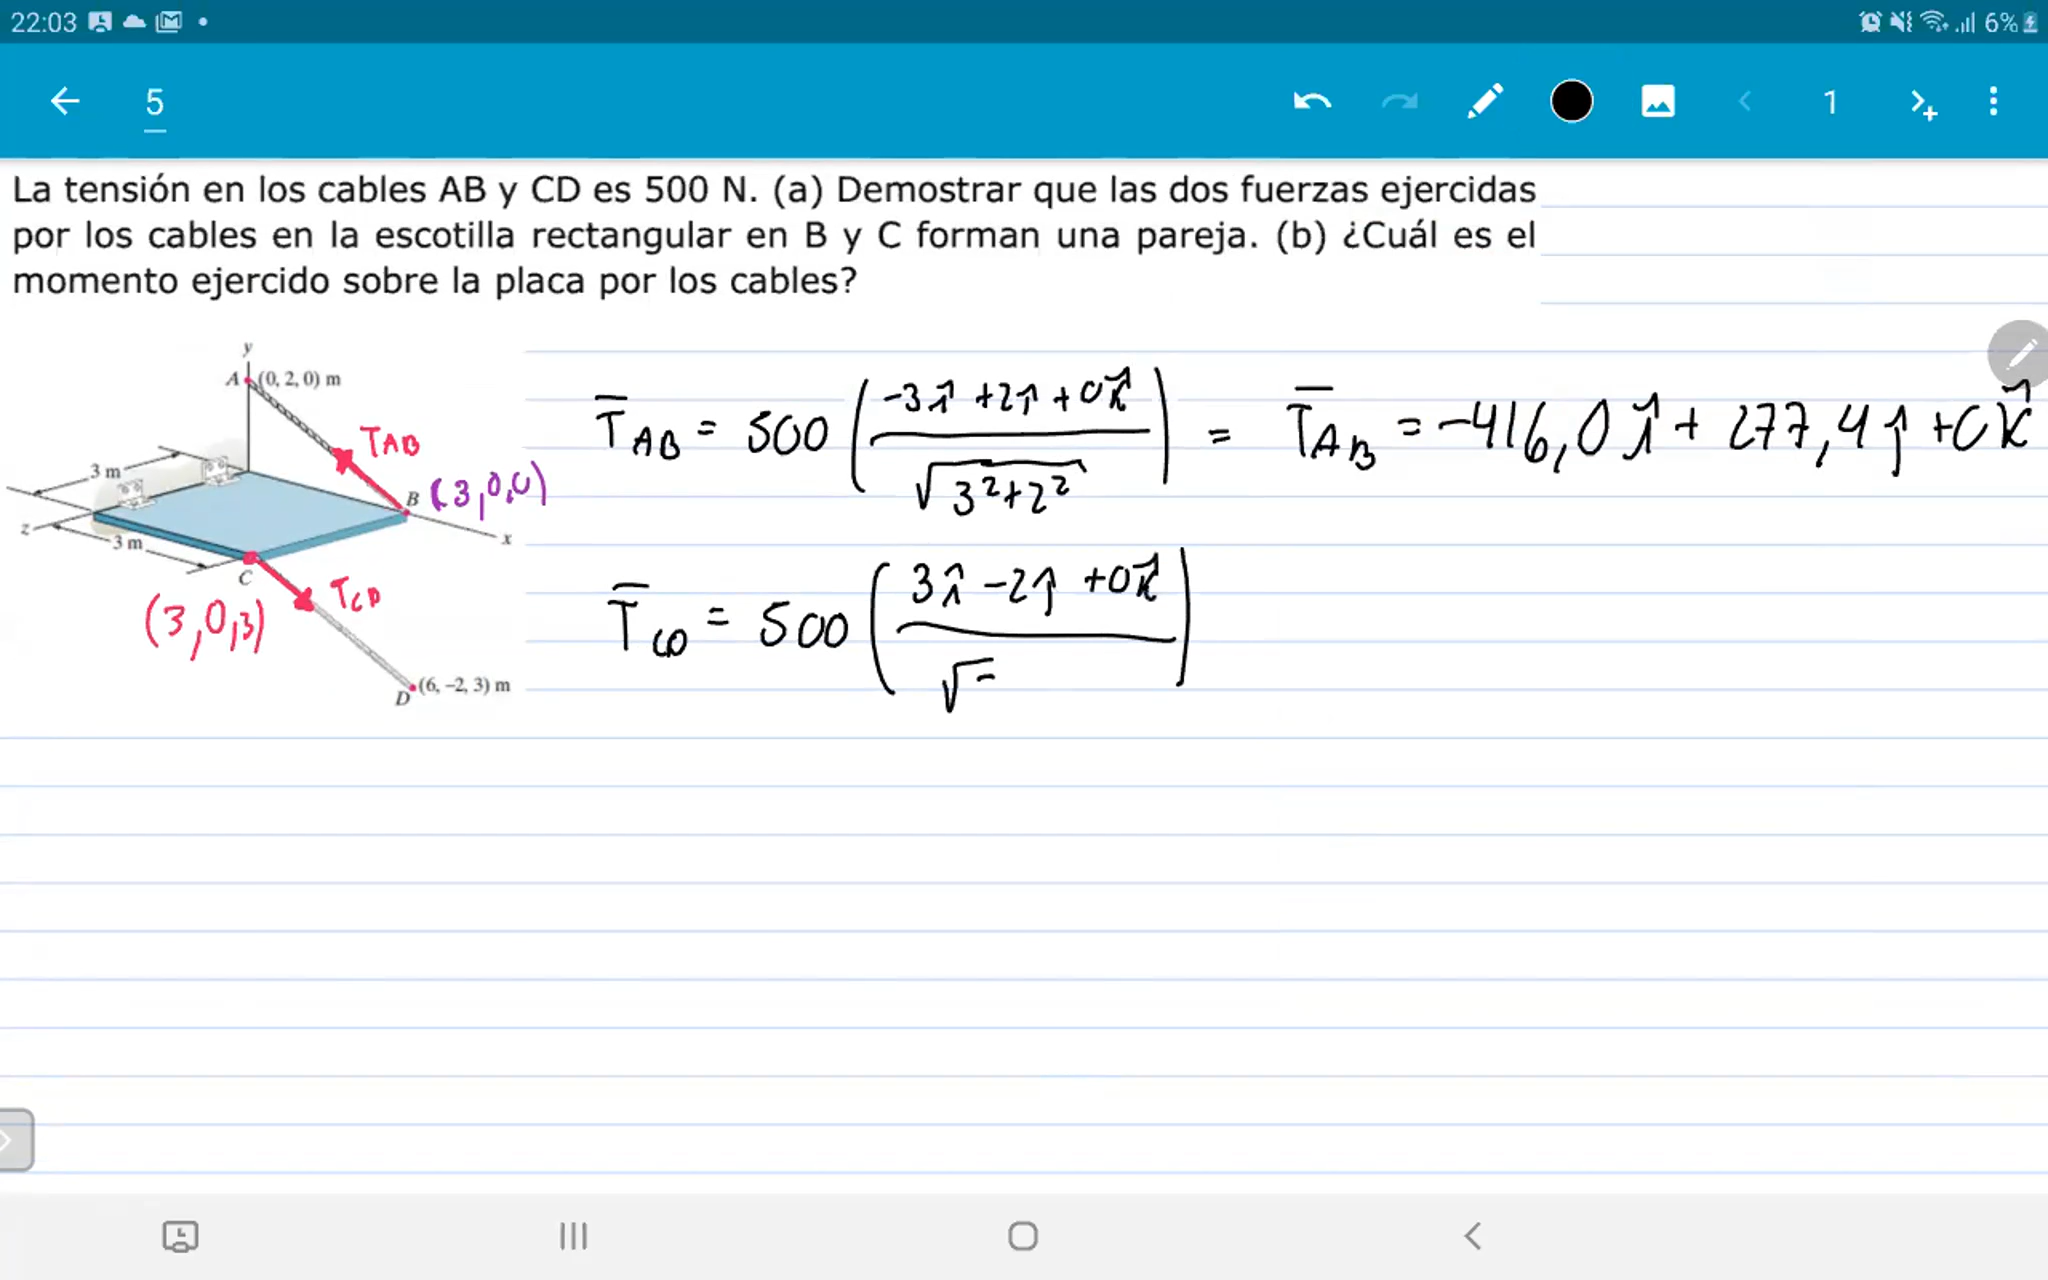 22:03
6%
5
1
La tensión en los cables AB y CD es 500 N. (a) Demostrar que las dos fuerzas ejercidas
por los cables en la escotilla rectangular en B y C forman una pareja. (b) ¿Cuál es el
momento ejercido sobre la placa por los cables?
y
A (0, 2, 0) m
TAB
3 m
B (3,0,0)
z
3 m
x
C
TCD
(3,0,3)
D (6, –2, 3) m
T̄AB = 500 (-3î+2ĵ+0k̂ / √3²+2²) = T̄AB = -416,0î + 277,4ĵ +0k̂
T̄CD = 500 (3î-2ĵ+0k̂ / √